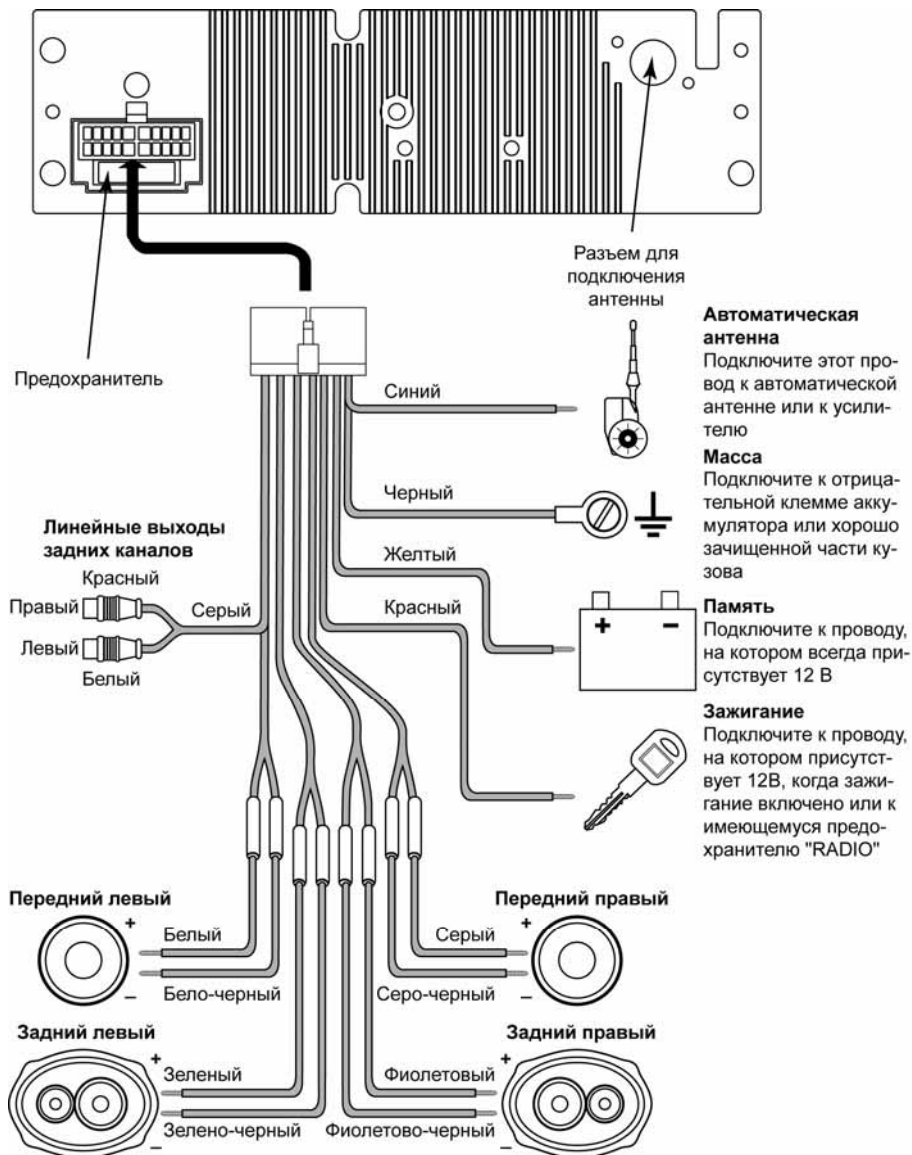 Разъем для
подключения
антенны
Предохранитель
Автоматическая
антенна
Подключите этот про-
вод к автоматической
антенне или к усили-
телю
Синий
Масса
Подключите к отрица-
тельной клемме акку-
мулятора или хорошо
зачищенной части ку-
зова
Черный
Линейные выходы
задних каналов
Красный
Правый
Серый
Левый
Белый
Желтый
Красный
+ −
Память
Подключите к проводу,
на котором всегда при-
сутствует 12 В
Зажигание
Подключите к проводу,
на котором присутст-
вует 12В, когда зажи-
гание включено или к
имеющемуся предо-
хранителю "RADIO"
Передний левый
+
Белый
Бело-черный
−
Передний правый
+
Серый
Серо-черный
−
Задний левый
+
Зеленый
Зелено-черный
−
Задний правый
+
Фиолетовый
Фиолетово-черный
−